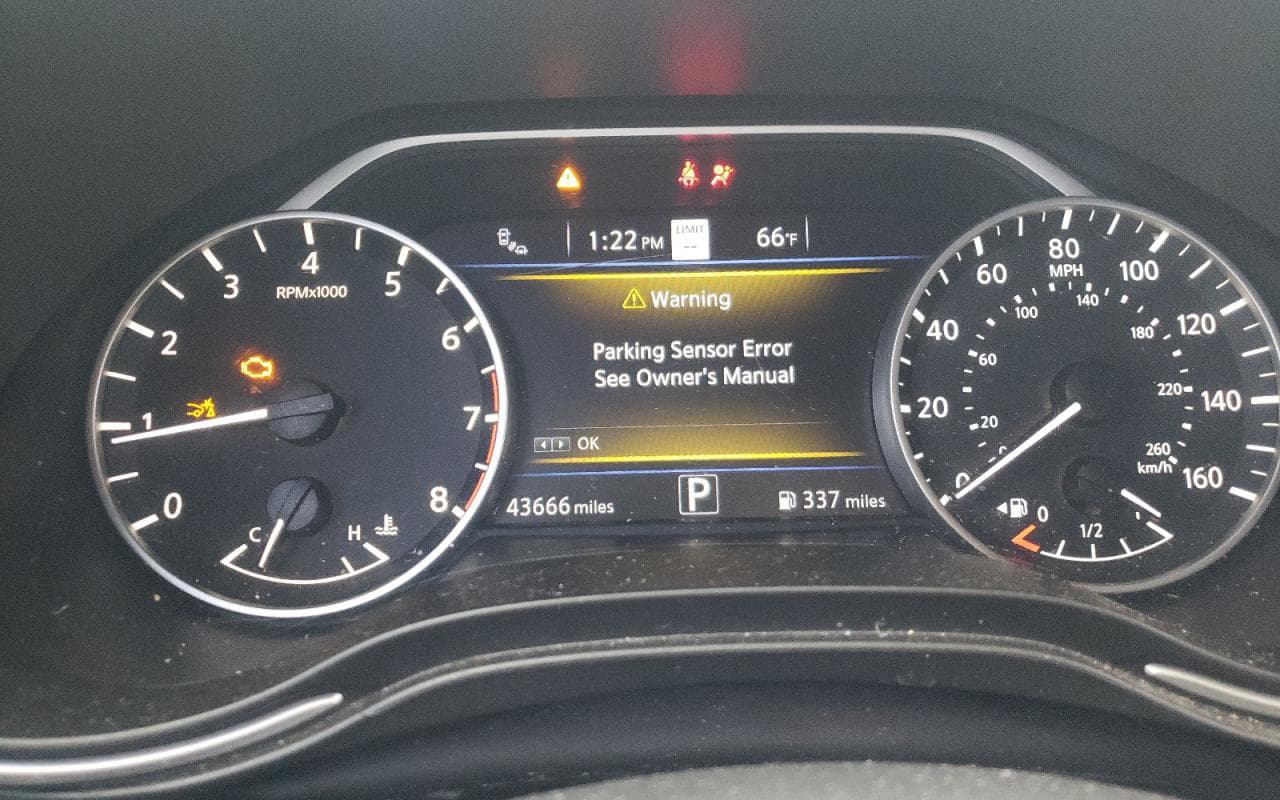 1:22 PM
LIMIT
--
66°F
Warning
Parking Sensor Error
See Owner's Manual
OK
43666 miles
P
337 miles
0
1
2
3
4
5
6
7
8
RPMx1000
C
H
0
20
40
60
80
100
120
140
160
MPH
20
60
100
140
180
220
260
km/h
0
1/2